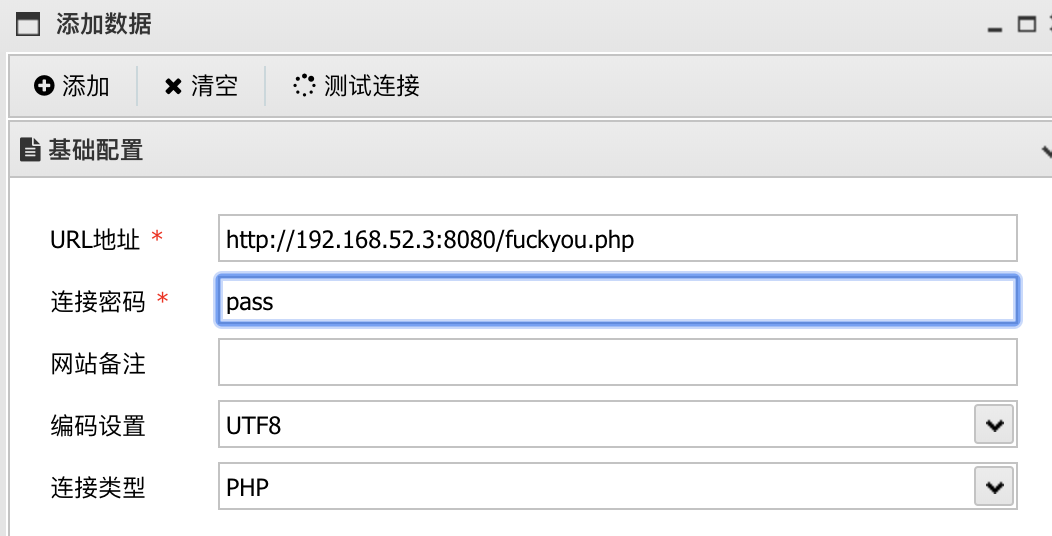 添加数据
添加 清空 测试连接
基础配置
URL地址 * http://192.168.52.3:8080/fuckyou.php
连接密码 * pass
网站备注
编码设置 UTF8
连接类型 PHP